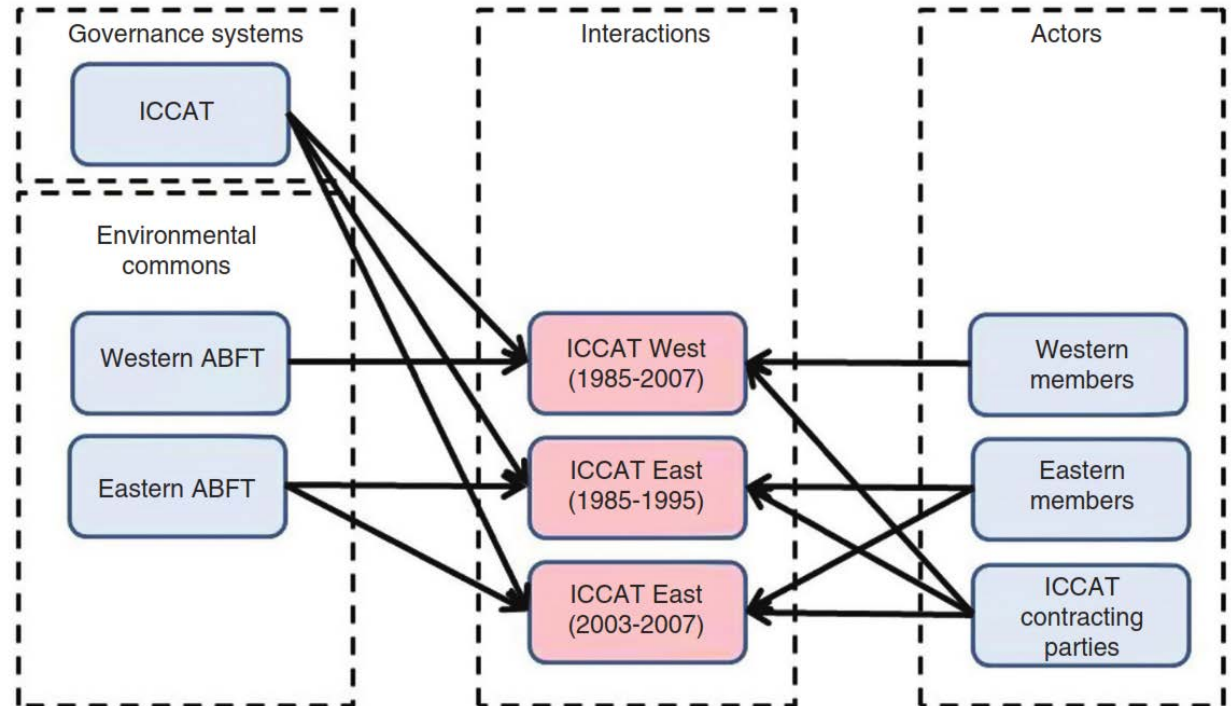 Governance systems
ICCAT
Environmental
commons
Western ABFT
Eastern ABFT
Interactions
ICCAT West
(1985-2007)
ICCAT East
(1985-1995)
ICCAT East
(2003-2007)
Actors
Western
members
Eastern
members
ICCAT
contracting
parties